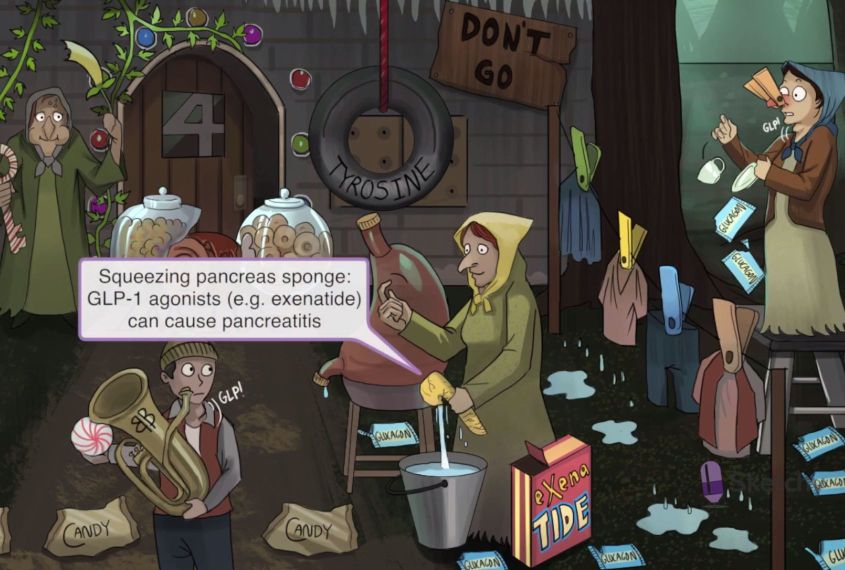 DON'T
GO
4
GLP!
TYROSINE
GLUCAGON
GLUCAGON
Squeezing pancreas sponge:
GLP-1 agonists (e.g. exenatide)
can cause pancreatitis
GLP!
B
GLUCAGON
GLUCAGON
GLUCAGON
exena
TIDE
CANDY
CANDY
GLUCAGON
GLUCAGON